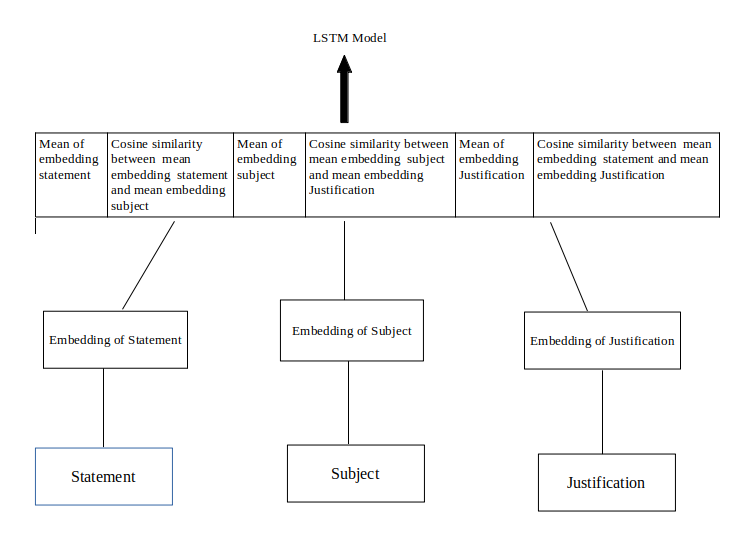 LSTM Model
Mean of
embedding
statement
Cosine similarity
between mean
embedding statement
and mean embedding
subject
Mean of
embedding
subject
Cosine similarity between
mean embedding subject
and mean embedding
Justification
Mean of
embedding
Justification
Cosine similarity between mean
embedding statement and mean
embedding Justification
Embedding of Statement
Embedding of Subject
Embedding of Justification
Statement
Subject
Justification